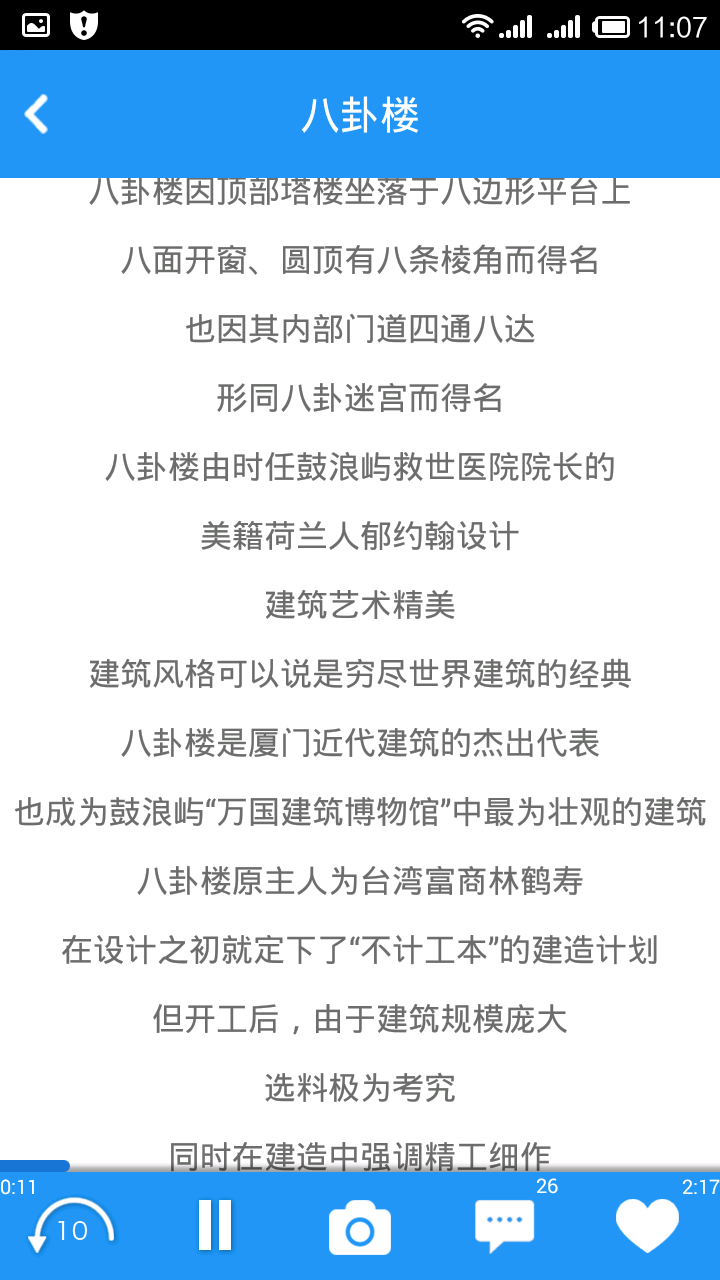 11:07
八卦楼
八卦楼因顶部塔楼坐落于八边形平台上
八面开窗、圆顶有八条棱角而得名
也因其内部门道四通八达
形同八卦迷宫而得名
八卦楼由时任鼓浪屿救世医院院长的
美籍荷兰人郁约翰设计
建筑艺术精美
建筑风格可以说是穷尽世界建筑的经典
八卦楼是厦门近代建筑的杰出代表
也成为鼓浪屿“万国建筑博物馆”中最为壮观的建筑
八卦楼原主人为台湾富商林鹤寿
在设计之初就定下了“不计工本”的建造计划
但开工后，由于建筑规模庞大
选料极为考究
同时在建造中强调精工细作
0:11
26
2:17
10